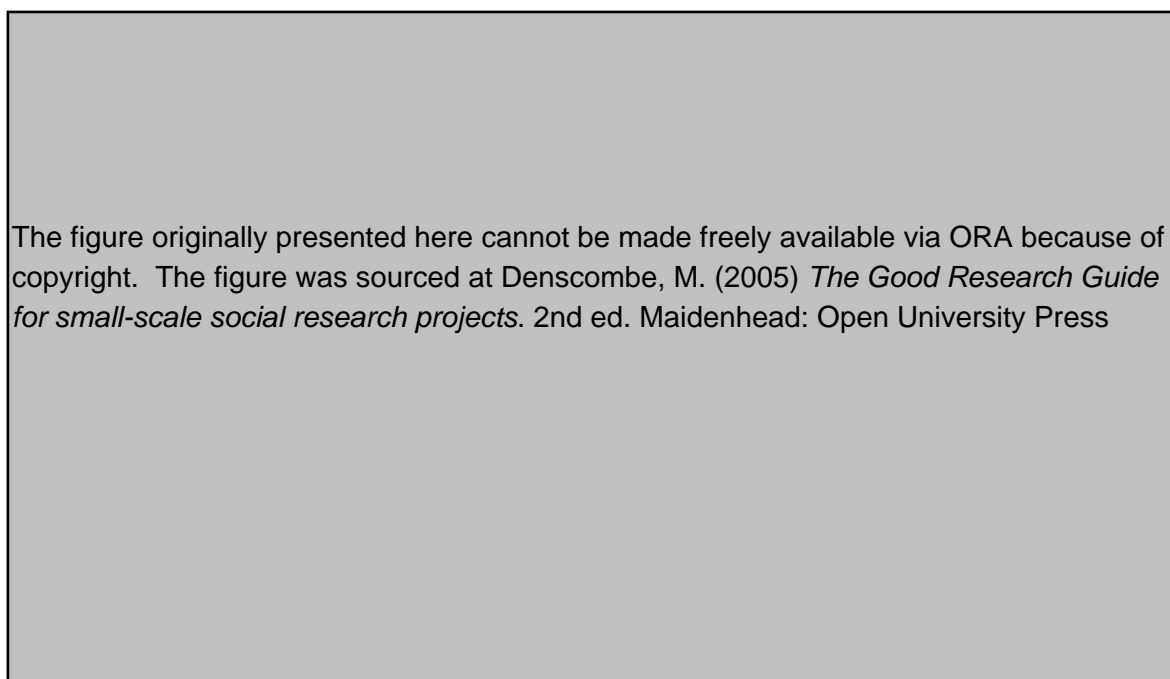 The figure originally presented here cannot be made freely available via ORA because of
copyright.  The figure was sourced at Denscombe, M. (2005) The Good Research Guide
for small-scale social research projects. 2nd ed. Maidenhead: Open University Press